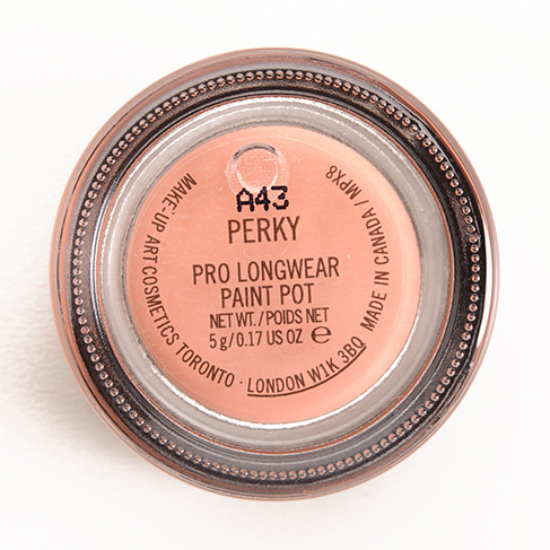 A43
PERKY
PRO LONGWEAR
PAINT POT
NET WT./POIDS NET
5 g/0.17 US OZ ℮
MAKE-UP ART COSMETICS TORONTO · LONDON W1K 3BQ MADE IN CANADA / MPX8